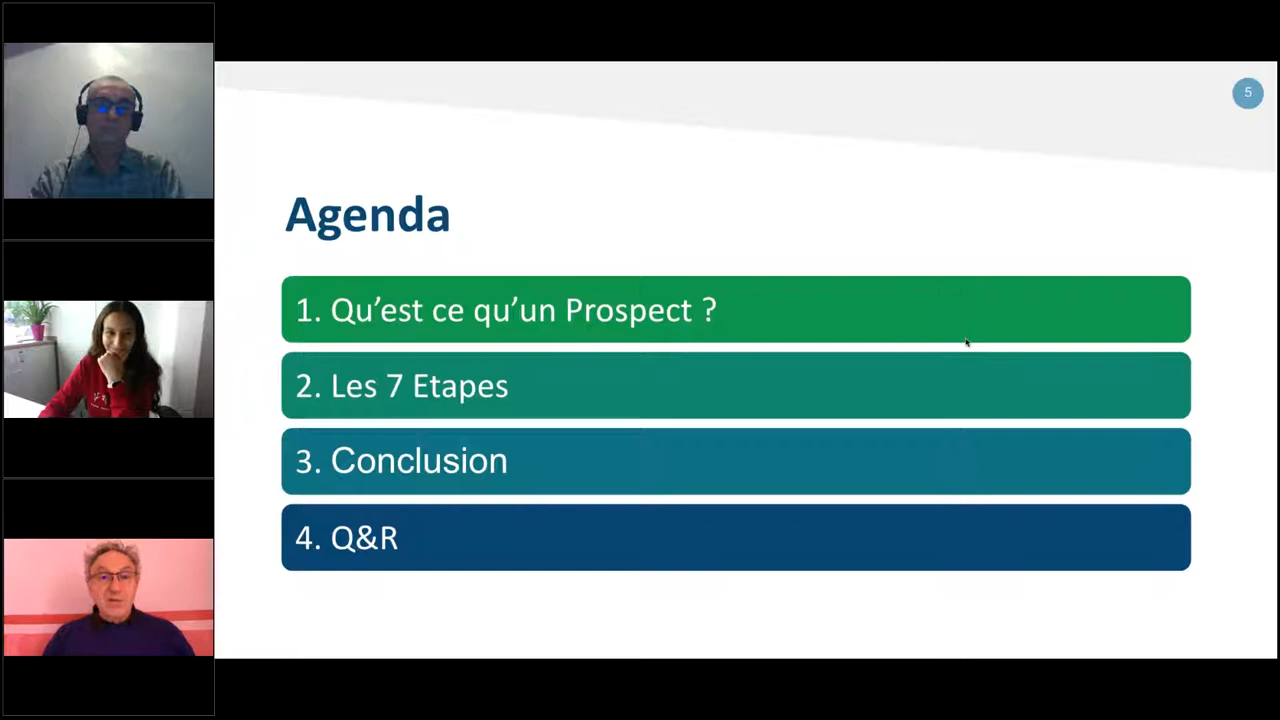 5
Agenda
1. Qu’est ce qu’un Prospect ?
2. Les 7 Etapes
3. Conclusion
4. Q&R